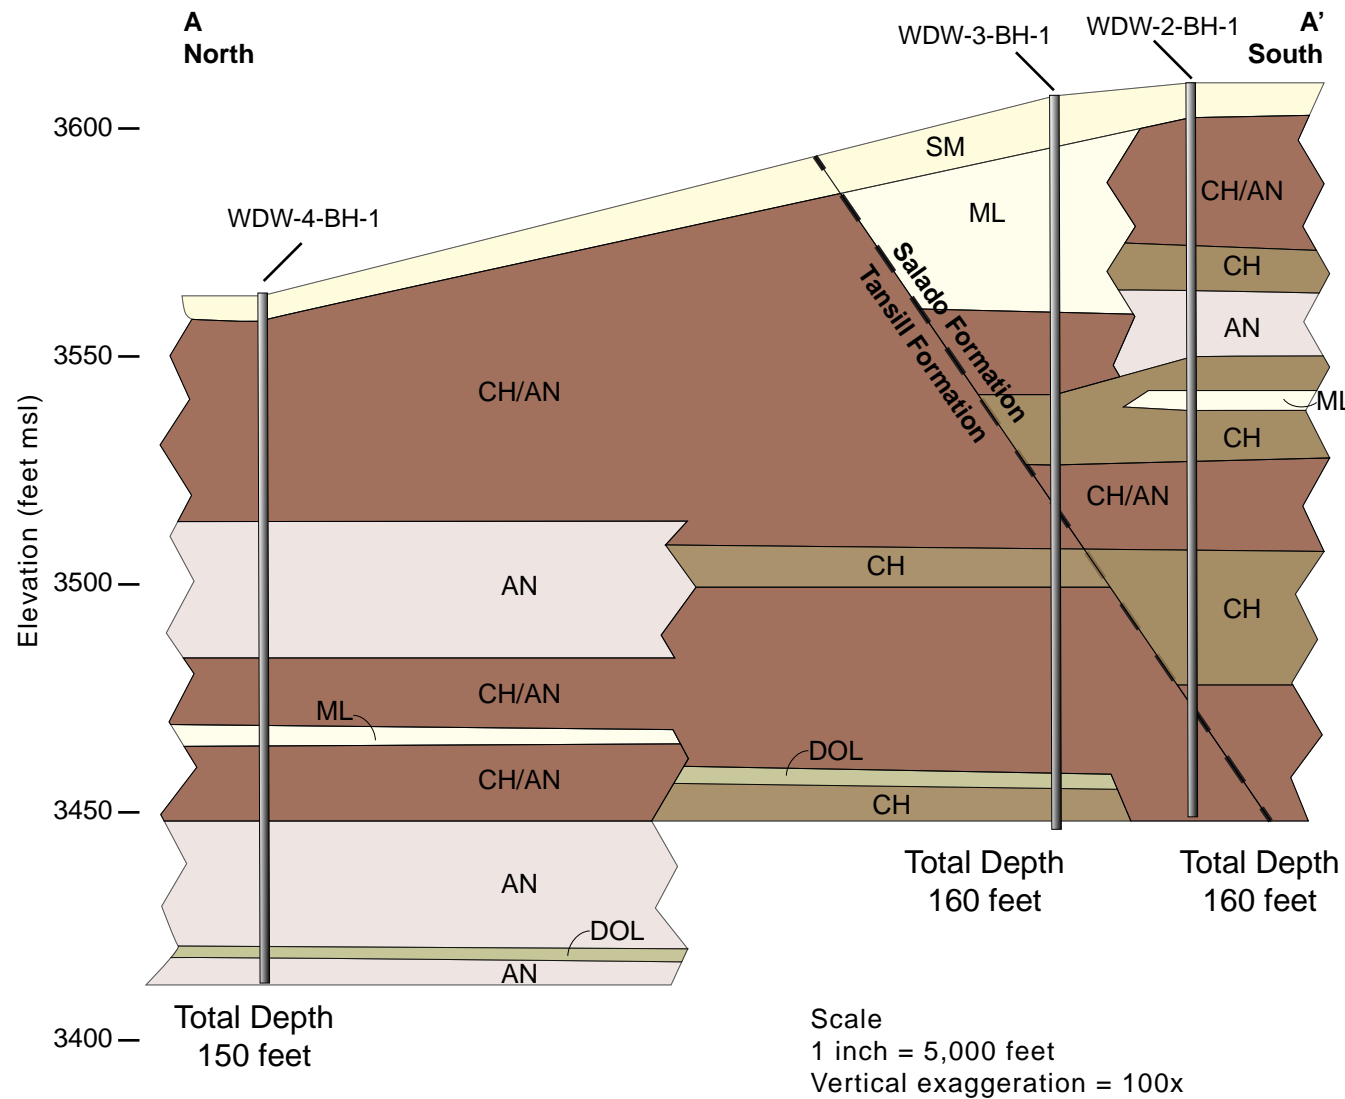 A
North
WDW-3-BH-1
WDW-2-BH-1
A’
South
3600
SM
CH/AN
WDW-4-BH-1
ML
Salado Formation
Tansill Formation
CH
AN
3550
CH/AN
ML
CH
Elevation (feet msl)
CH/AN
3500
AN
CH
CH
CH/AN
ML
DOL
CH/AN
3450
CH
AN
Total Depth
160 feet
Total Depth
160 feet
DOL
AN
Total Depth
150 feet
3400
Scale
1 inch = 5,000 feet
Vertical exaggeration = 100x